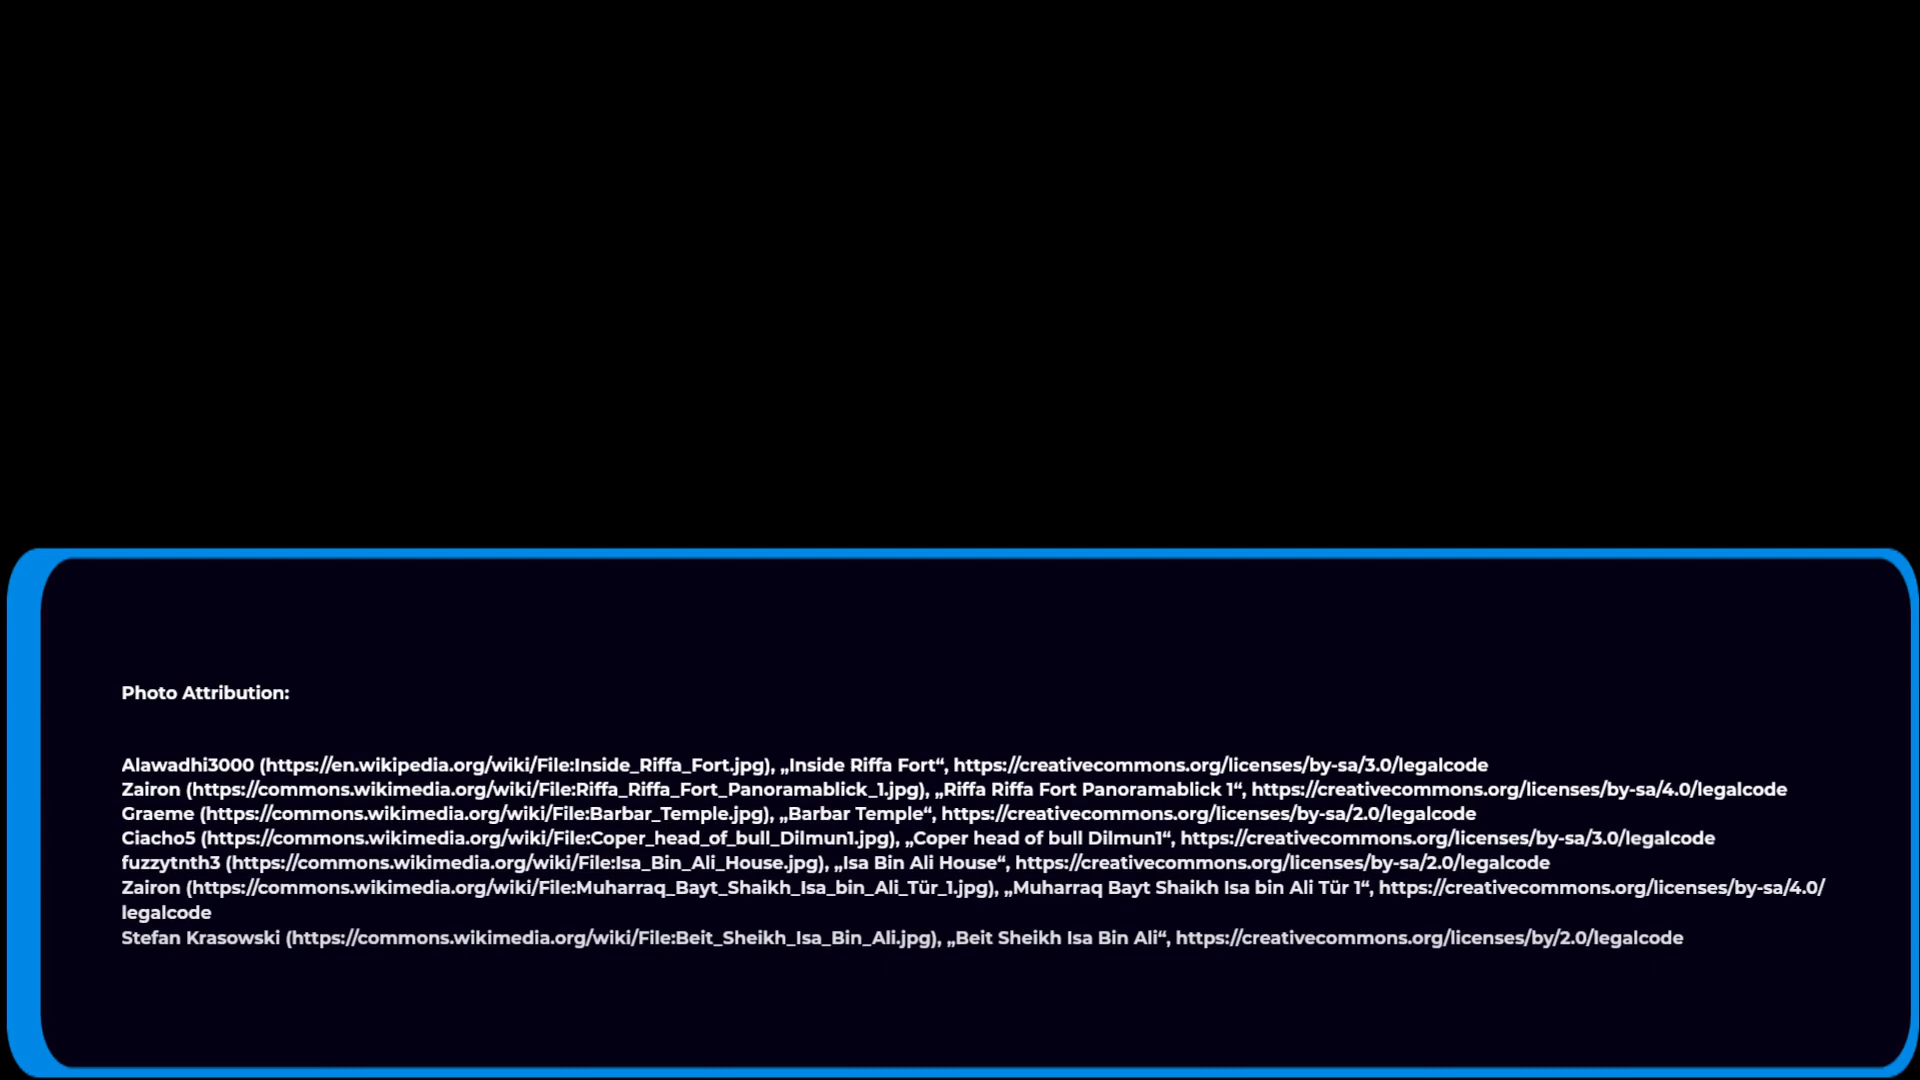 Photo Attribution:
Alawadhi3000 (https://en.wikipedia.org/wiki/File:Inside_Riffa_Fort.jpg), „Inside Riffa Fort“, https://creativecommons.org/licenses/by-sa/3.0/legalcode
Zairon (https://commons.wikimedia.org/wiki/File:Riffa_Riffa_Fort_Panoramablick_1.jpg), „Riffa Riffa Fort Panoramablick 1“, https://creativecommons.org/licenses/by-sa/4.0/legalcode
Graeme (https://commons.wikimedia.org/wiki/File:Barbar_Temple.jpg), „Barbar Temple“, https://creativecommons.org/licenses/by-sa/2.0/legalcode
Ciacho5 (https://commons.wikimedia.org/wiki/File:Coper_head_of_bull_Dilmun1.jpg), „Coper head of bull Dilmun1“, https://creativecommons.org/licenses/by-sa/3.0/legalcode
fuzzytnth3 (https://commons.wikimedia.org/wiki/File:Isa_Bin_Ali_House.jpg), „Isa Bin Ali House“, https://creativecommons.org/licenses/by-sa/2.0/legalcode
Zairon (https://commons.wikimedia.org/wiki/File:Muharraq_Bayt_Shaikh_Isa_bin_Ali_Tür_1.jpg), „Muharraq Bayt Shaikh Isa bin Ali Tür 1“, https://creativecommons.org/licenses/by-sa/4.0/
legalcode
Stefan Krasowski (https://commons.wikimedia.org/wiki/File:Beit_Sheikh_Isa_Bin_Ali.jpg), „Beit Sheikh Isa Bin Ali“, https://creativecommons.org/licenses/by/2.0/legalcode